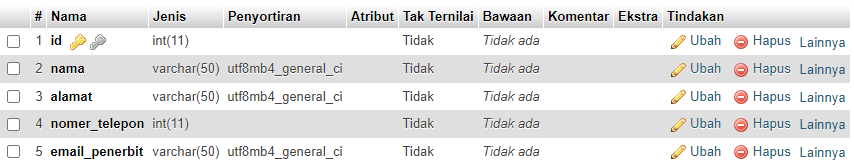 # Nama Jenis Penyortiran Atribut Tak Ternilai Bawaan Komentar Ekstra Tindakan
1 id int(11) Tidak Tidak ada Ubah Hapus Lainnya
2 nama varchar(50) utf8mb4_general_ci Tidak Tidak ada Ubah Hapus Lainnya
3 alamat varchar(50) utf8mb4_general_ci Tidak Tidak ada Ubah Hapus Lainnya
4 nomer_telepon int(11) Tidak Tidak ada Ubah Hapus Lainnya
5 email_penerbit varchar(50) utf8mb4_general_ci Tidak Tidak ada Ubah Hapus Lainnya